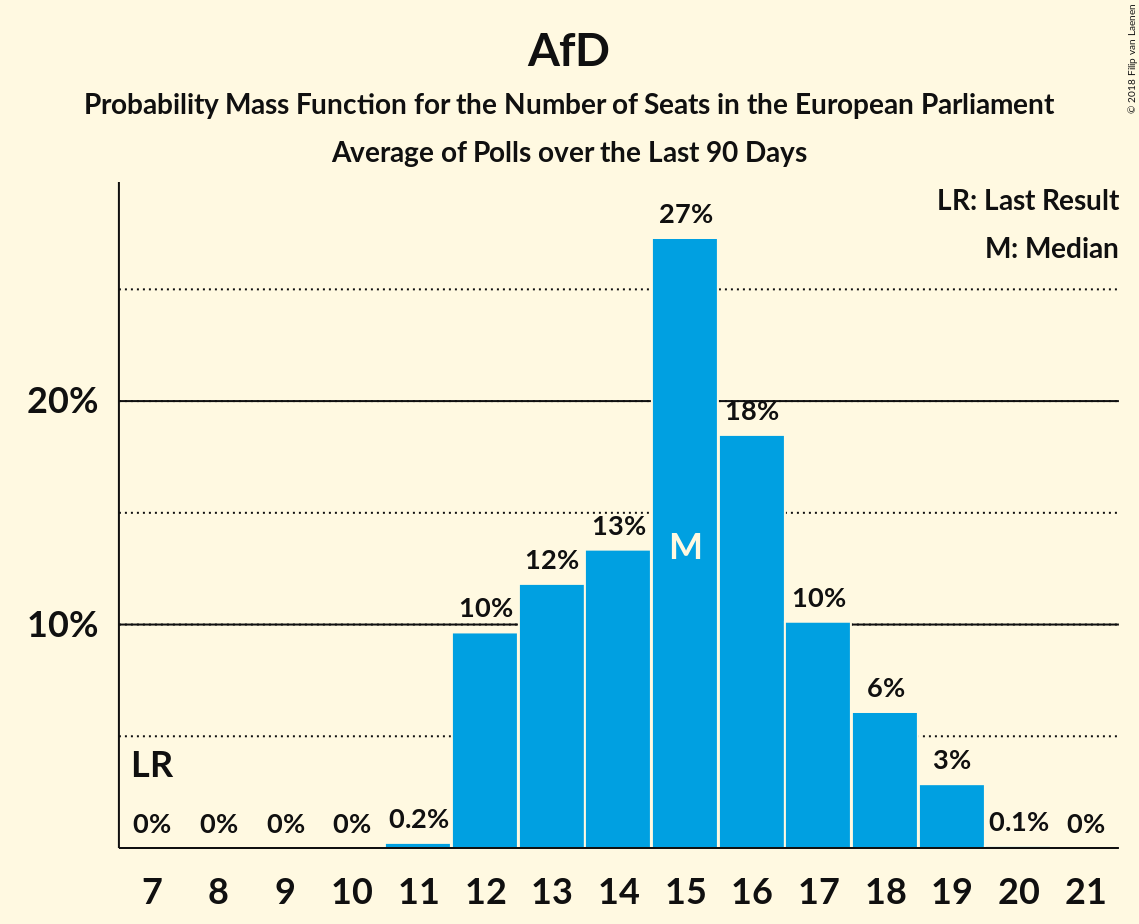 © 2018 Filip van Laenen
AfD
Probability Mass Function for the Number of Seats in the European Parliament
Average of Polls over the Last 90 Days
LR: Last Result
M: Median
27%
20%
18%
13%
M
12%
10%
10%
10%
6%
LR
3%
0%
0%
0%
0%
0.2%
0.1%
0%
7 8 9 10 11 12 13 14 15 16 17 18 19 20 21